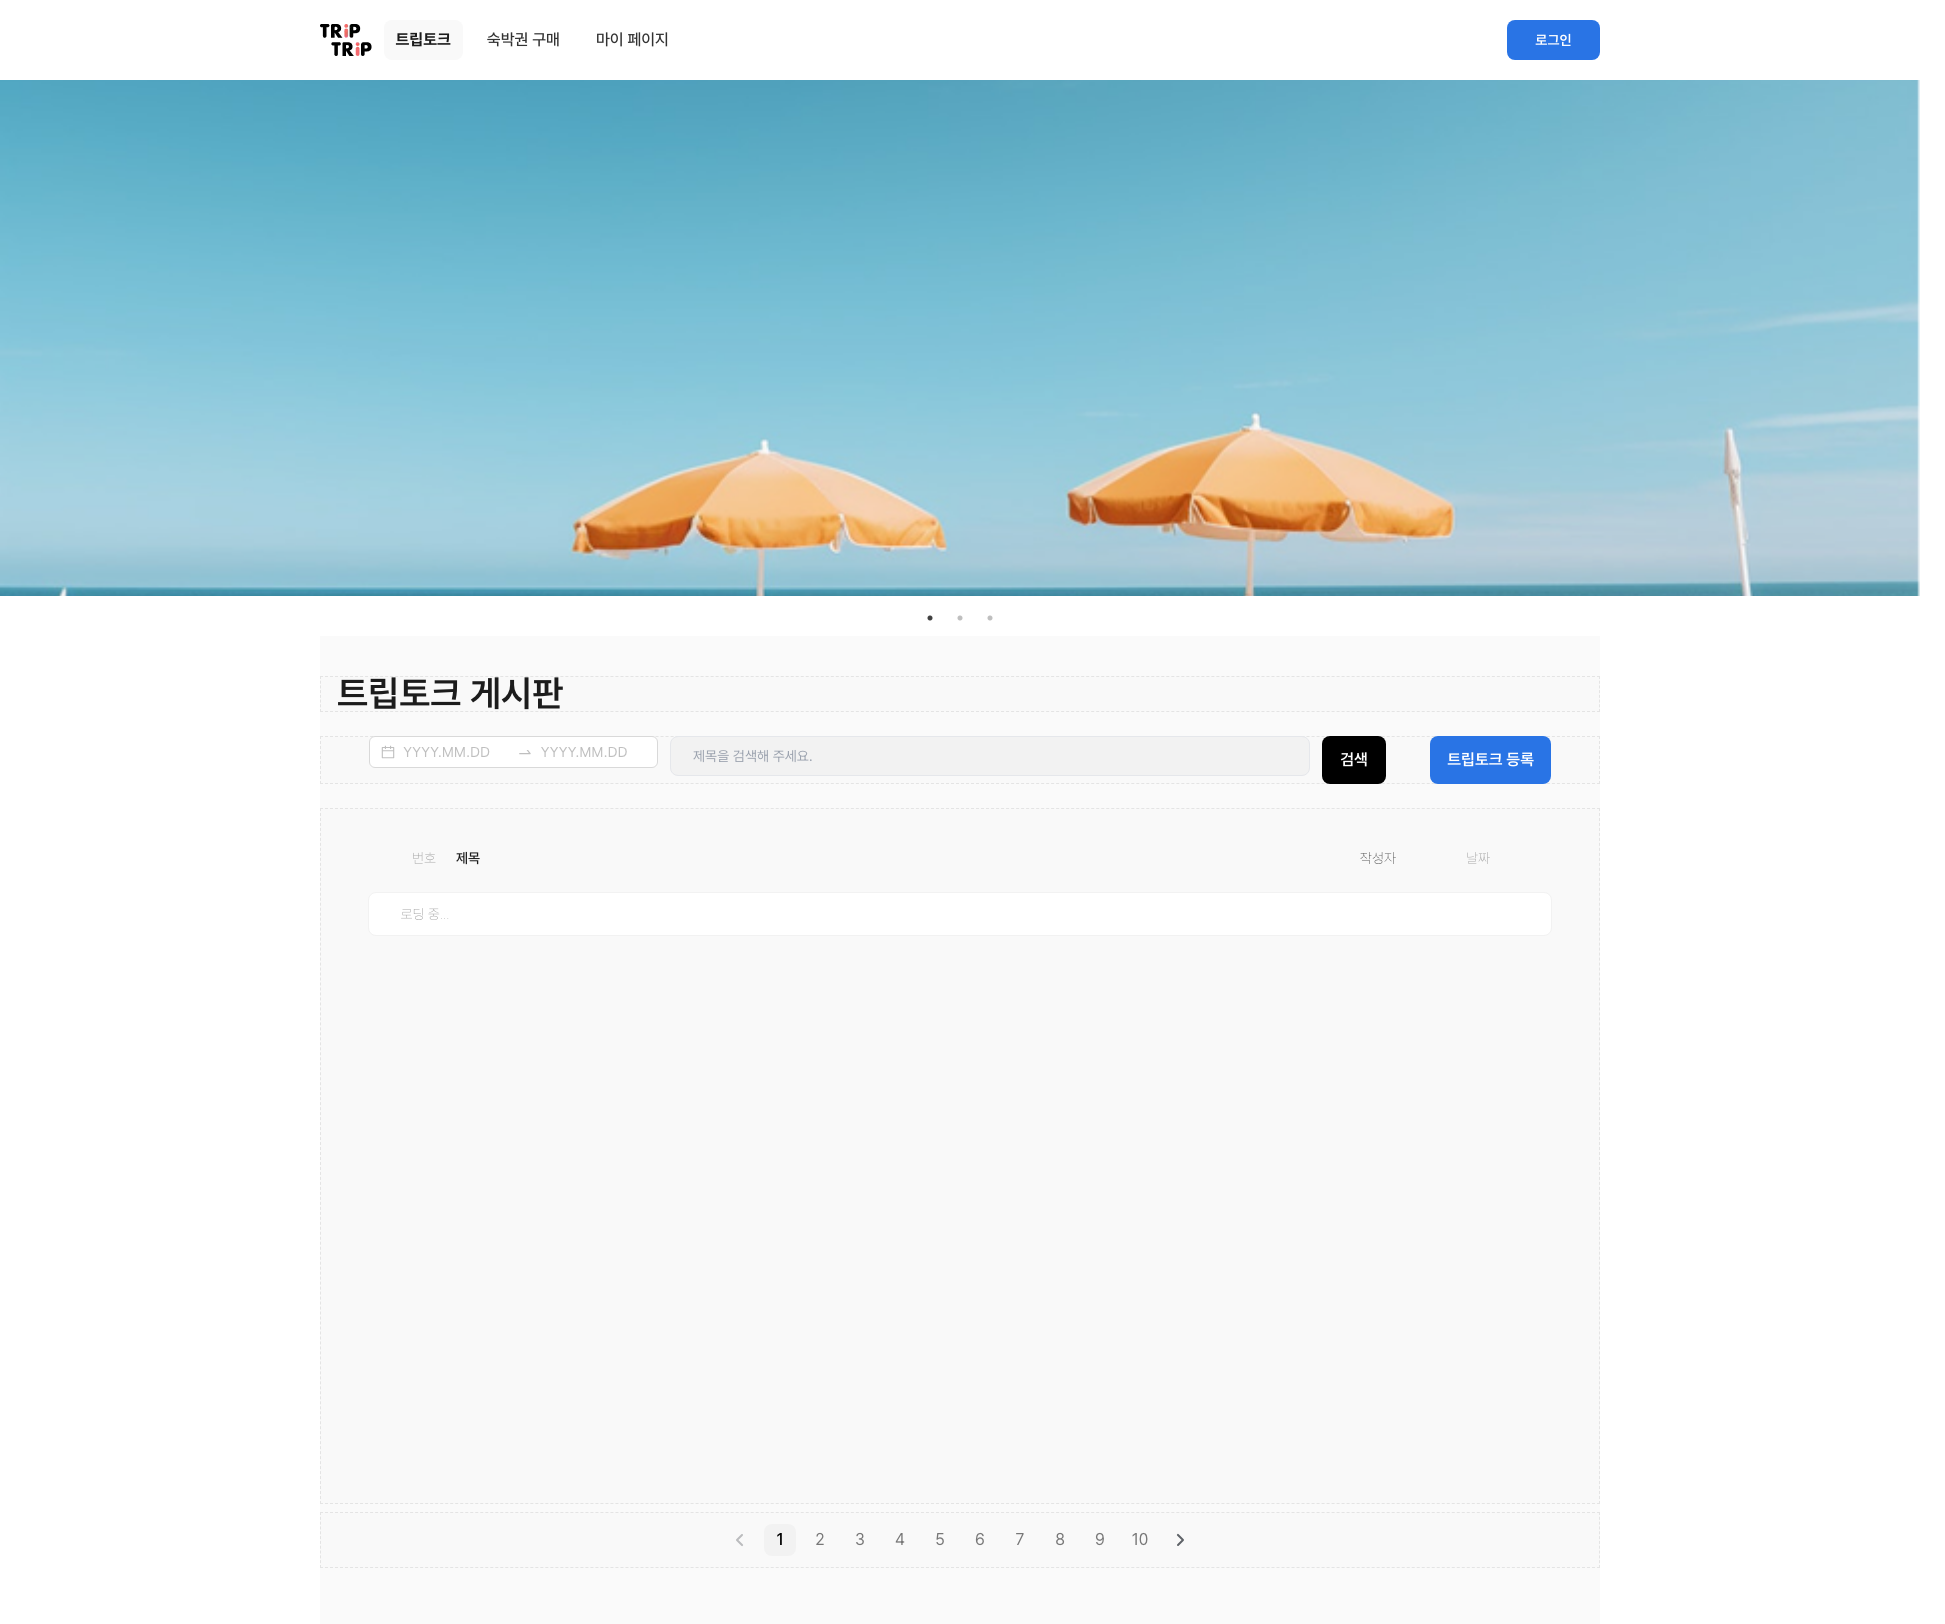 TRiP
TRiP
트립토크 숙박권 구매 마이 페이지 로그인
트립토크 게시판
YYYY.MM.DD YYYY.MM.DD 제목을 검색해 주세요. 검색 트립토크 등록
번호 제목 작성자 날짜
로딩 중...
1 2 3 4 5 6 7 8 9 10